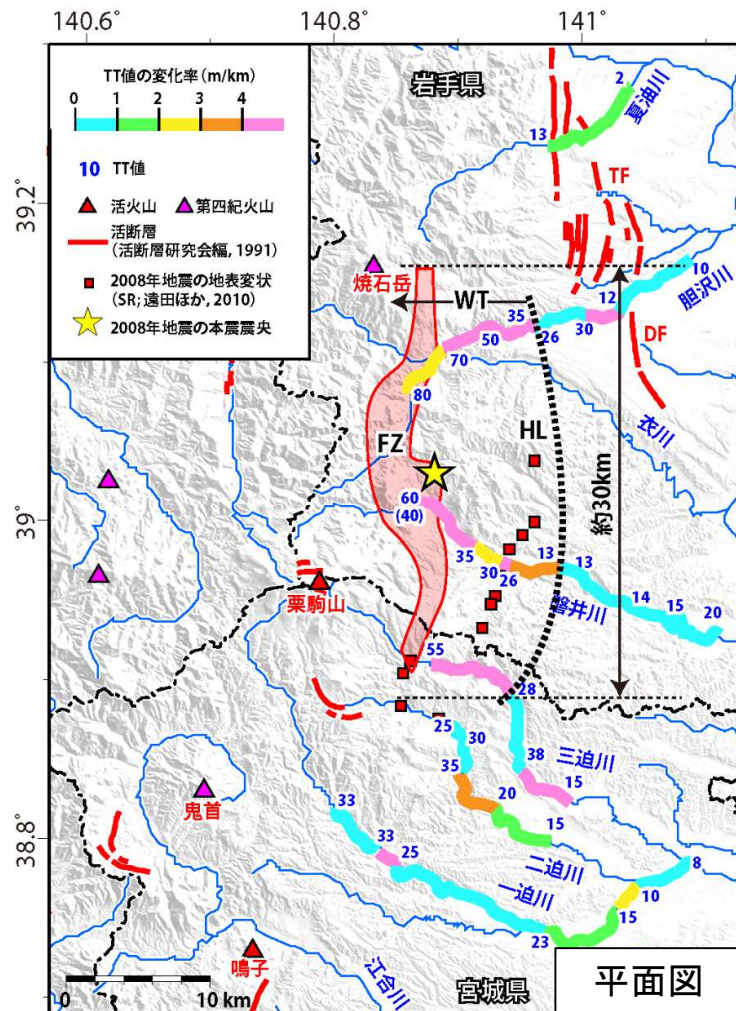 140.6°
140.8°
141°
TT値の変化率(m/km)
0 1 2 3 4
10 TT値
活火山 第四紀火山
活断層
(活断層研究会編, 1991)
2008年地震の地表変状
(SR;遠田ほか, 2010)
2008年地震の本震震央
岩手県
2
夏油川
13
39.2°
TF
焼石岳
10
胆沢川
WT
12
35
30
26
50
70
DF
80
衣川
HL
FZ
約30km
39°
60
(40)
35
30
26
13
13
14
15
20
磐井川
栗駒山
55
28
25
30
38
三迫川
35
15
鬼首
20
33
15
38.8°
33
25
二迫川
8
一迫川
10
15
23
鳴子
江合川
0 10 km
宮城県
平面図